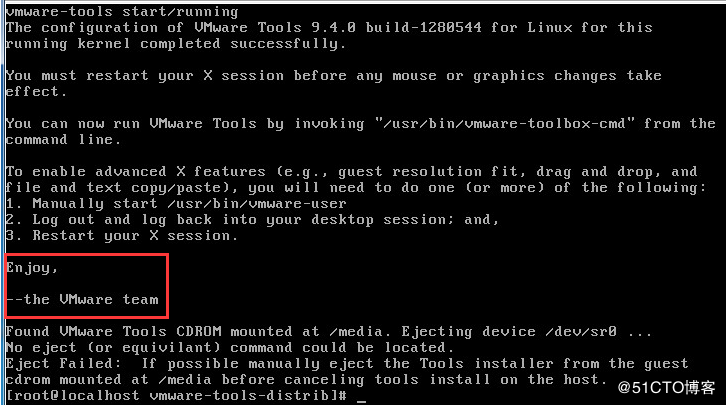 vmware-tools start/running
The configuration of VMware Tools 9.4.0 build-1280544 for Linux for this
running kernel completed successfully.
You must restart your X session before any mouse or graphics changes take
effect.
You can now run VMware Tools by invoking "/usr/bin/vmware-toolbox-cmd" from the
command line.
To enable advanced X features (e.g., guest resolution fit, drag and drop, and
file and text copy/paste), you will need to do one (or more) of the following:
1. Manually start /usr/bin/vmware-user
2. Log out and log back into your desktop session; and,
3. Restart your X session.
Enjoy,
--the VMware team
Found VMware Tools CDROM mounted at /media. Ejecting device /dev/sr0 ...
No eject (or equivilant) command could be located.
Eject Failed:  If possible manually eject the Tools installer from the guest
cdrom mounted at /media before canceling tools install on the host.
[root@localhost vmware-tools-distrib]# _
@51CTO博客